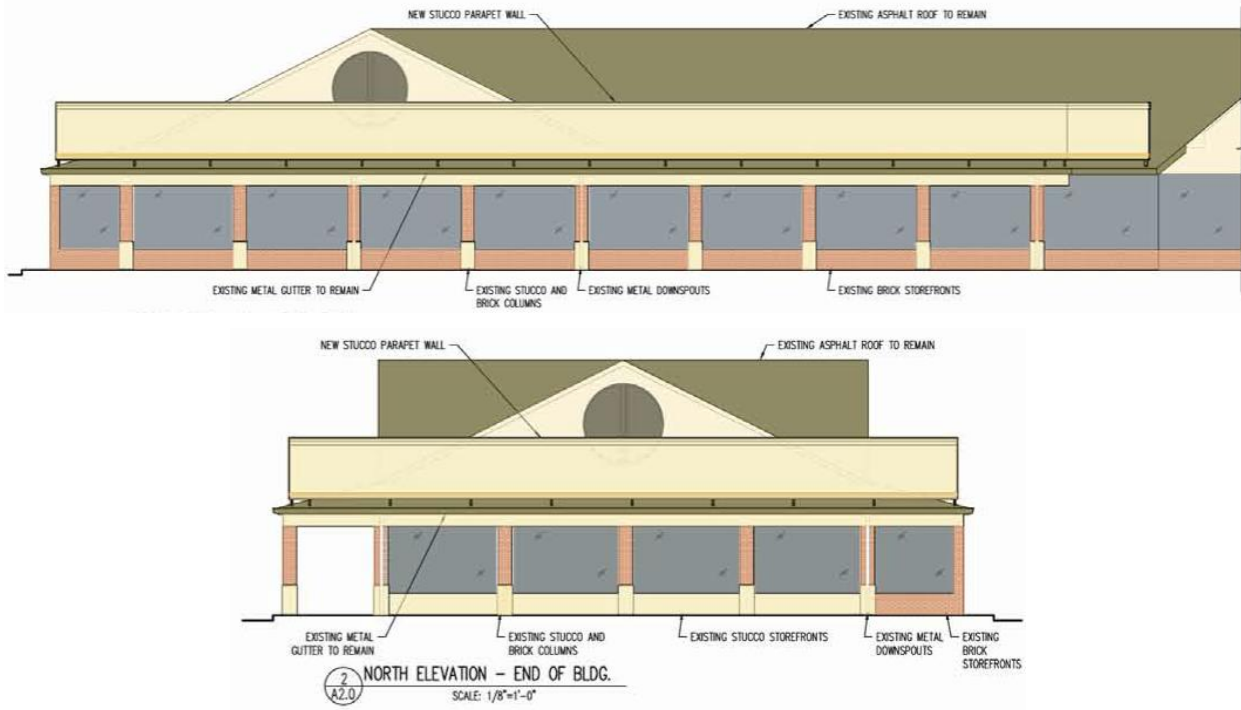 NEW STUCCO PARAPET WALL
EXISTING ASPHALT ROOF TO REMAIN
EXISTING METAL GUTTER TO REMAIN
EXISTING STUCCO AND
BRICK COLUMNS
EXISTING METAL DOWNSPOUTS
EXISTING BRICK STOREFRONTS
NEW STUCCO PARAPET WALL
EXISTING ASPHALT ROOF TO REMAIN
EXISTING METAL
GUTTER TO REMAIN
EXISTING STUCCO AND
BRICK COLUMNS
EXISTING STUCCO STOREFRONTS
EXISTING METAL
DOWNSPOUTS
EXISTING
BRICK
STOREFRONTS
2
A2.0
NORTH ELEVATION - END OF BLDG.
SCALE: 1/8"=1'-0"